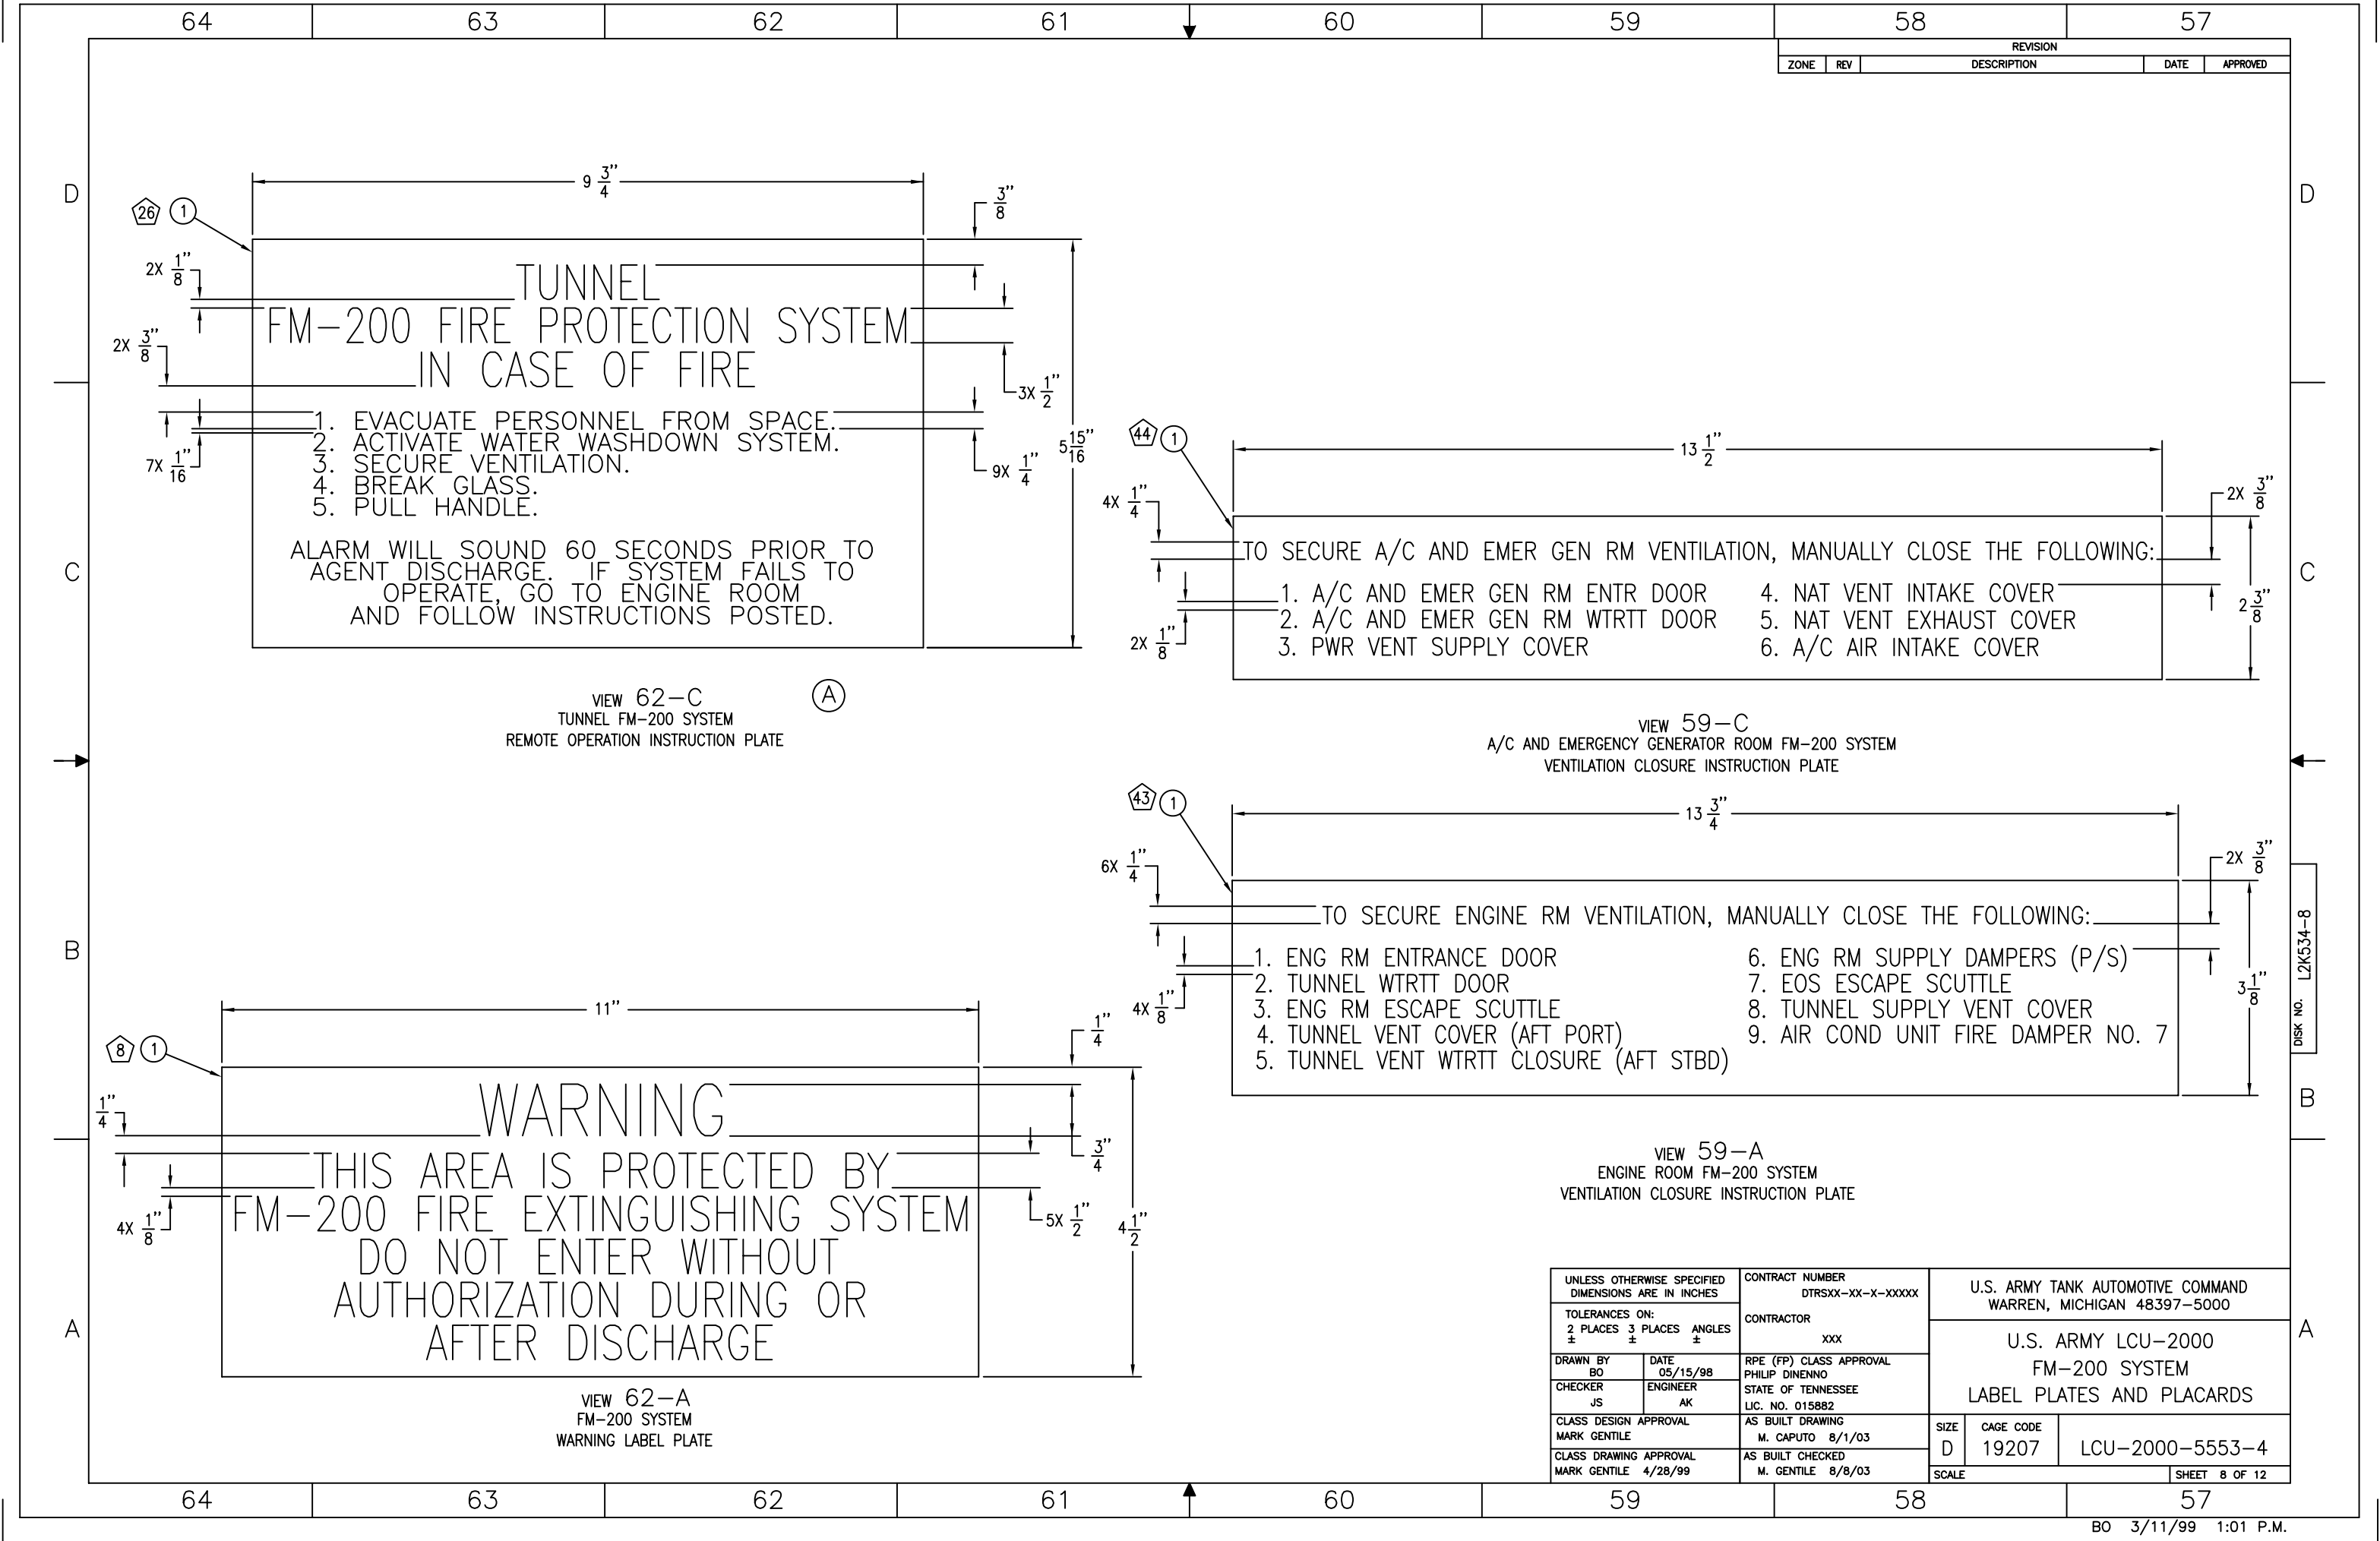 64 63 62 61 60 59 58 57
REVISION
ZONE REV DESCRIPTION DATE APPROVED
D D
C C
B B
A A
26 1
9 3/4"
3/8"
2X 1/8"
2X 3/8"
7X 1/16"
3X 1/2"
9X 1/4"
5 15/16"
TUNNEL
FM-200 FIRE PROTECTION SYSTEM
IN CASE OF FIRE
1. EVACUATE PERSONNEL FROM SPACE.
2. ACTIVATE WATER WASHDOWN SYSTEM.
3. SECURE VENTILATION.
4. BREAK GLASS.
5. PULL HANDLE.
ALARM WILL SOUND 60 SECONDS PRIOR TO
AGENT DISCHARGE. IF SYSTEM FAILS TO
OPERATE, GO TO ENGINE ROOM
AND FOLLOW INSTRUCTIONS POSTED.
VIEW 62-C
A
TUNNEL FM-200 SYSTEM
REMOTE OPERATION INSTRUCTION PLATE
44 1
13 1/2"
4X 1/4"
2X 1/8"
2X 3/8"
2 3/8"
TO SECURE A/C AND EMER GEN RM VENTILATION, MANUALLY CLOSE THE FOLLOWING:
1. A/C AND EMER GEN RM ENTR DOOR
2. A/C AND EMER GEN RM WTRTT DOOR
3. PWR VENT SUPPLY COVER
4. NAT VENT INTAKE COVER
5. NAT VENT EXHAUST COVER
6. A/C AIR INTAKE COVER
VIEW 59-C
A/C AND EMERGENCY GENERATOR ROOM FM-200 SYSTEM
VENTILATION CLOSURE INSTRUCTION PLATE
43 1
13 3/4"
6X 1/4"
4X 1/8"
2X 3/8"
3 1/8"
TO SECURE ENGINE RM VENTILATION, MANUALLY CLOSE THE FOLLOWING:
1. ENG RM ENTRANCE DOOR
2. TUNNEL WTRTT DOOR
3. ENG RM ESCAPE SCUTTLE
4. TUNNEL VENT COVER (AFT PORT)
5. TUNNEL VENT WTRTT CLOSURE (AFT STBD)
6. ENG RM SUPPLY DAMPERS (P/S)
7. EOS ESCAPE SCUTTLE
8. TUNNEL SUPPLY VENT COVER
9. AIR COND UNIT FIRE DAMPER NO. 7
VIEW 59-A
ENGINE ROOM FM-200 SYSTEM
VENTILATION CLOSURE INSTRUCTION PLATE
8 1
11"
1/4"
1/4"
3/4"
4X 1/8"
5X 1/2"
4 1/2"
WARNING
THIS AREA IS PROTECTED BY
FM-200 FIRE EXTINGUISHING SYSTEM
DO NOT ENTER WITHOUT
AUTHORIZATION DURING OR
AFTER DISCHARGE
VIEW 62-A
FM-200 SYSTEM
WARNING LABEL PLATE
DISK NO. L2K534-8
UNLESS OTHERWISE SPECIFIED
DIMENSIONS ARE IN INCHES
TOLERANCES ON:
2 PLACES 3 PLACES ANGLES
± ± ±
DRAWN BY
BO
DATE
05/15/98
CHECKER
JS
ENGINEER
AK
CLASS DESIGN APPROVAL
MARK GENTILE
CLASS DRAWING APPROVAL
MARK GENTILE 4/28/99
CONTRACT NUMBER
DTRSXX-XX-X-XXXXX
CONTRACTOR
XXX
RPE (FP) CLASS APPROVAL
PHILIP DINENNO
STATE OF TENNESSEE
LIC. NO. 015882
AS BUILT DRAWING
M. CAPUTO 8/1/03
AS BUILT CHECKED
M. GENTILE 8/8/03
U.S. ARMY TANK AUTOMOTIVE COMMAND
WARREN, MICHIGAN 48397-5000
U.S. ARMY LCU-2000
FM-200 SYSTEM
LABEL PLATES AND PLACARDS
SIZE
D
CAGE CODE
19207
LCU-2000-5553-4
SCALE
SHEET 8 OF 12
64 63 62 61 60 59 58 57
BO 3/11/99 1:01 P.M.